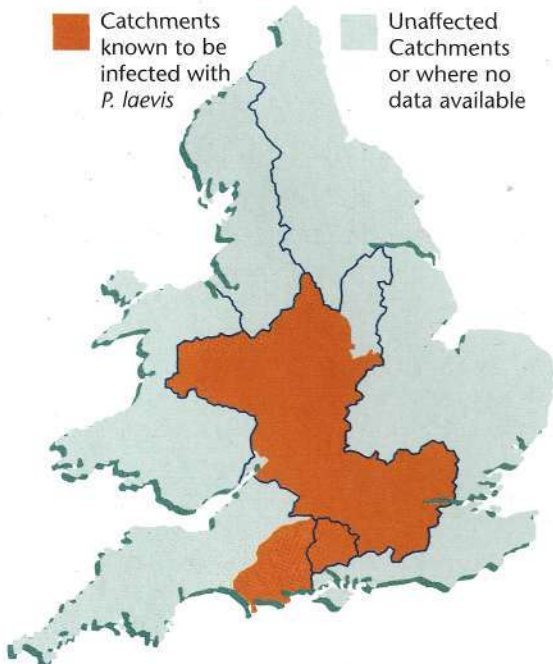 Catchments
known to be
infected with
P. laevis
Unaffected
Catchments
or where no
data available